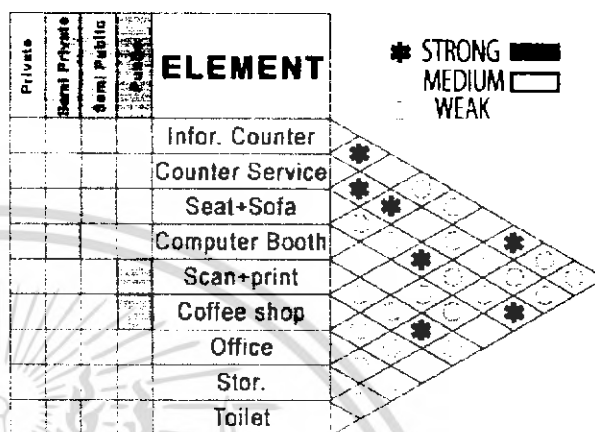 Private
Semi Private
Semi Public
Public
ELEMENT
STRONG
MEDIUM
WEAK
Infor. Counter
Counter Service
Seat+Sofa
Computer Booth
Scan+print
Coffee shop
Office
Stor.
Toilet